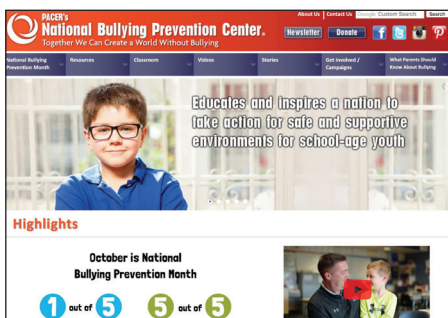 About Us | Contact Us Google Custom Search Search
PACER's
National Bullying Prevention Center®
Together We Can Create a World Without Bullying
Newsletter Donate
National Bullying Prevention Month Resources Classroom Videos Stories Get Involved / Campaigns What Parents Should Know About Bullying
Educates and inspires a nation to
take action for safe and supportive
environments for school-age youth
Highlights
October is National
Bullying Prevention Month
1 out of 5 5 out of 5